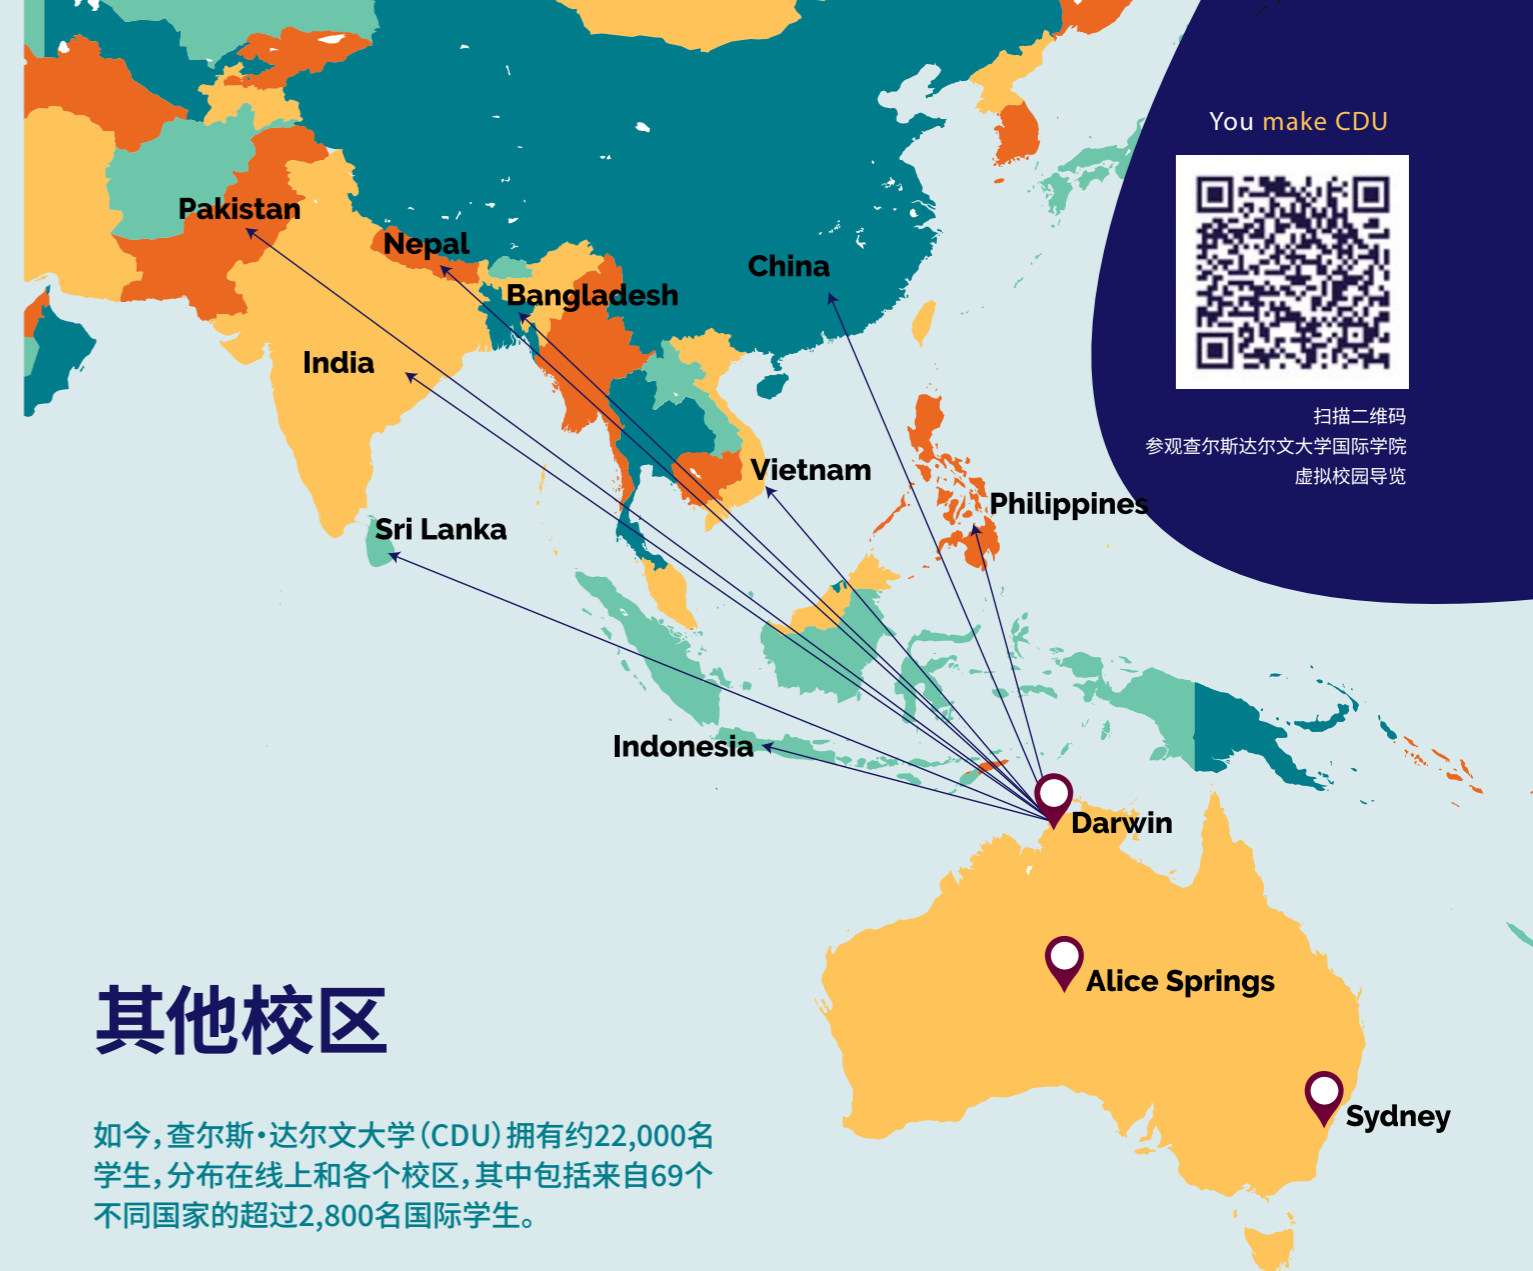 You make CDU
扫描二维码
参观查尔斯达尔文大学国际学院
虚拟校园导览
Pakistan
Nepal
China
Bangladesh
India
Vietnam
Philippines
Sri Lanka
Indonesia
Darwin
Alice Springs
Sydney
其他校区
如今，查尔斯•达尔文大学（CDU）拥有约22,000名
学生，分布在线上和各个校区，其中包括来自69个
不同国家的超过2,800名国际学生。